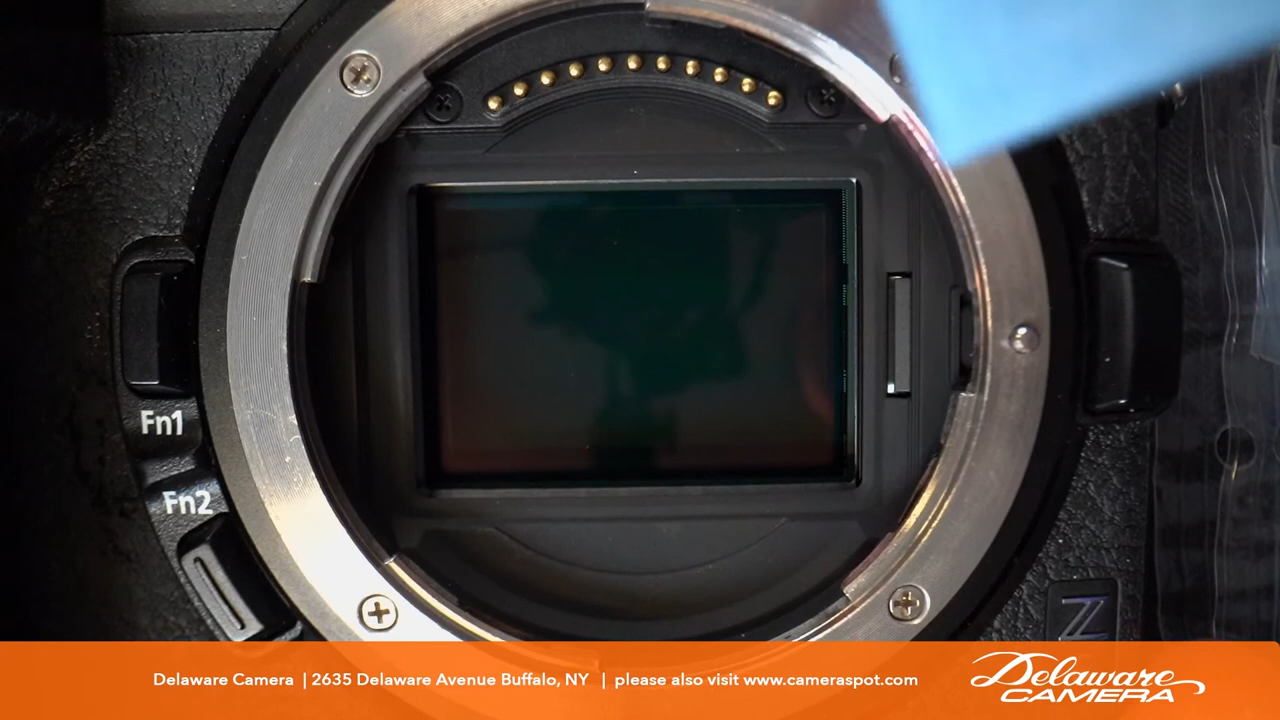 Fn1
Fn2
Z
Delaware Camera | 2635 Delaware Avenue Buffalo, NY | please also visit www.cameraspot.com
Delaware
CAMERA